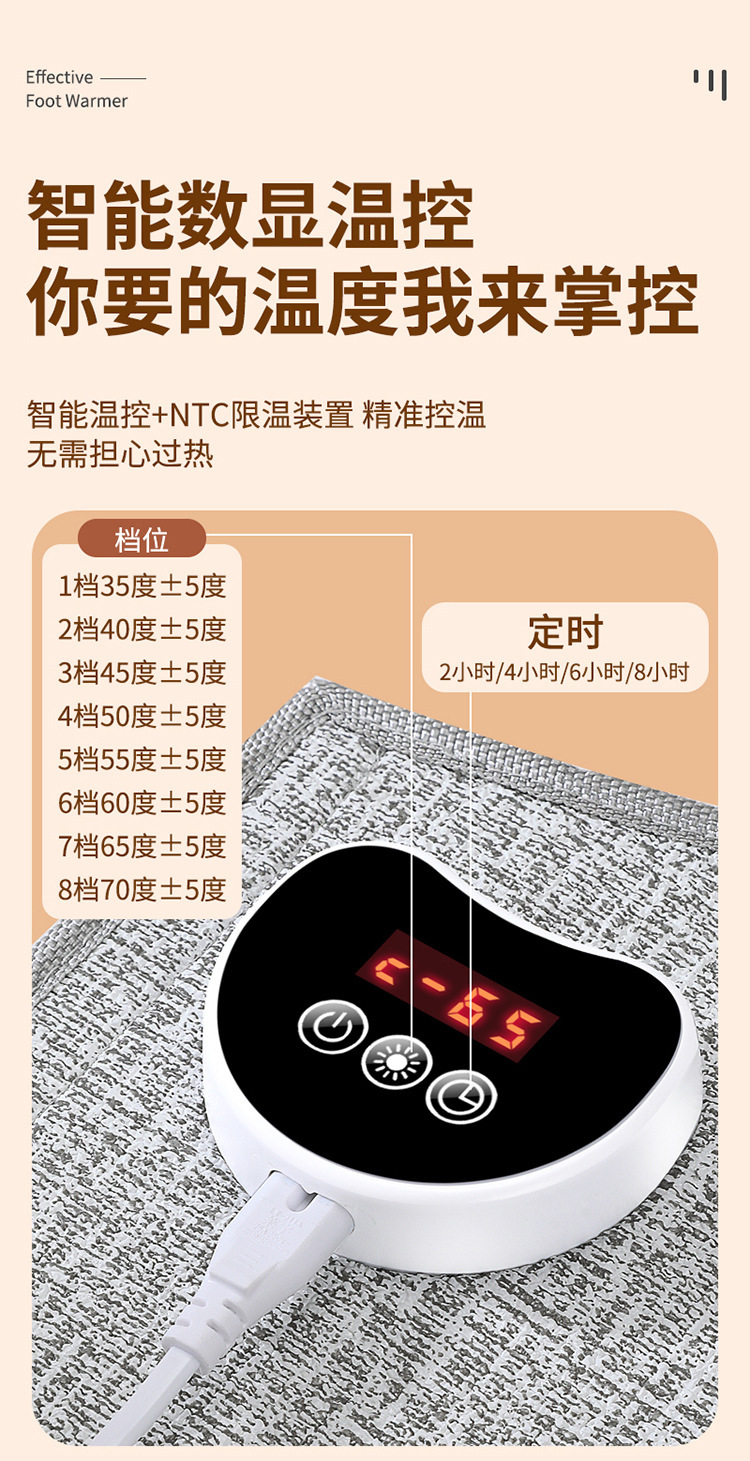 Effective
Foot Warmer
智能数显温控
你要的温度我来掌控
智能温控+NTC限温装置 精准控温
无需担心过热
档位
1档35度±5度
2档40度±5度
3档45度±5度
4档50度±5度
5档55度±5度
6档60度±5度
7档65度±5度
8档70度±5度
定时
2小时/4小时/6小时/8小时
c-65